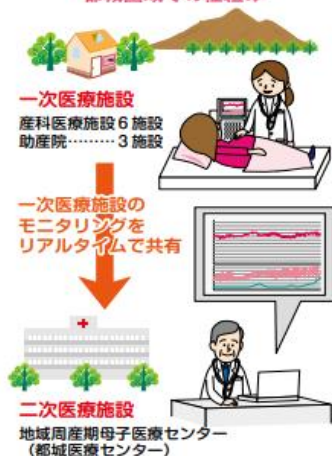 一次医療施設
産科医療施設6施設
助産院………3施設
一次医療施設の
モニタリングを
リアルタイムで共有
二次医療施設
地域周産期母子医療センター
(都城医療センター)